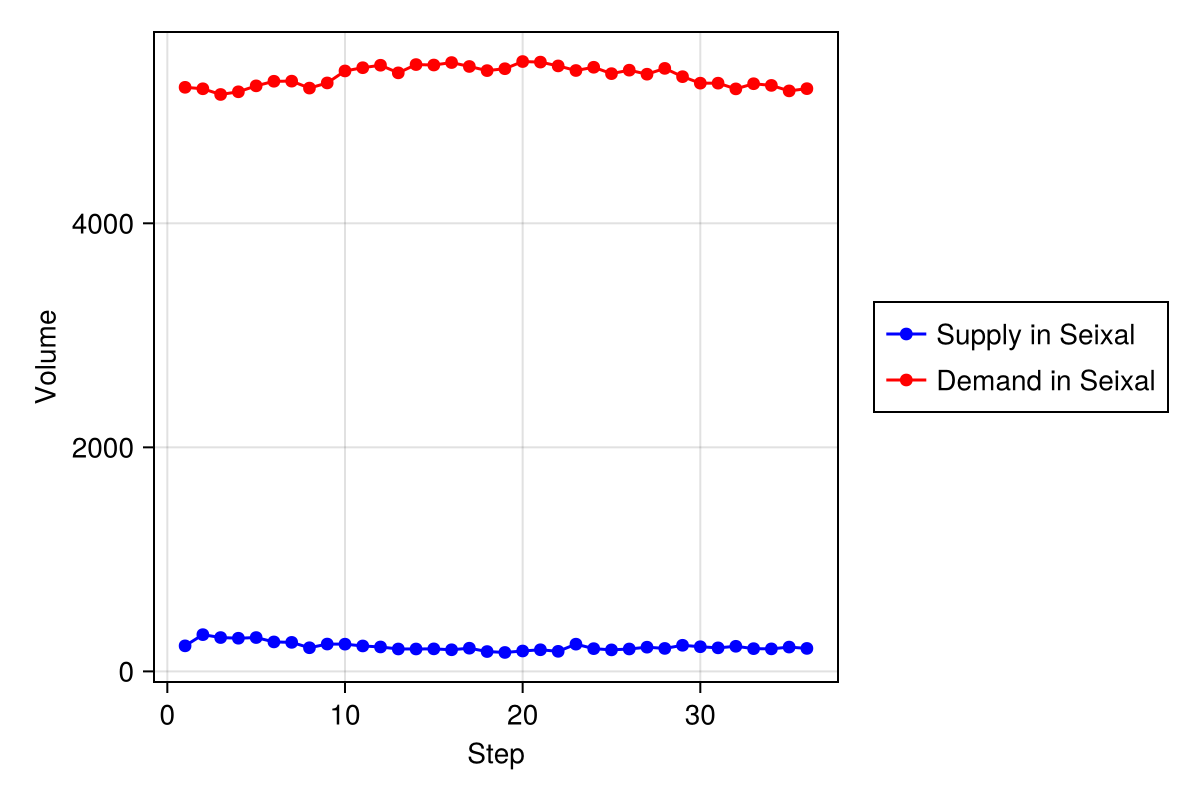 4000
2000
0
0 10 20 30
Volume
Step
Supply in Seixal
Demand in Seixal